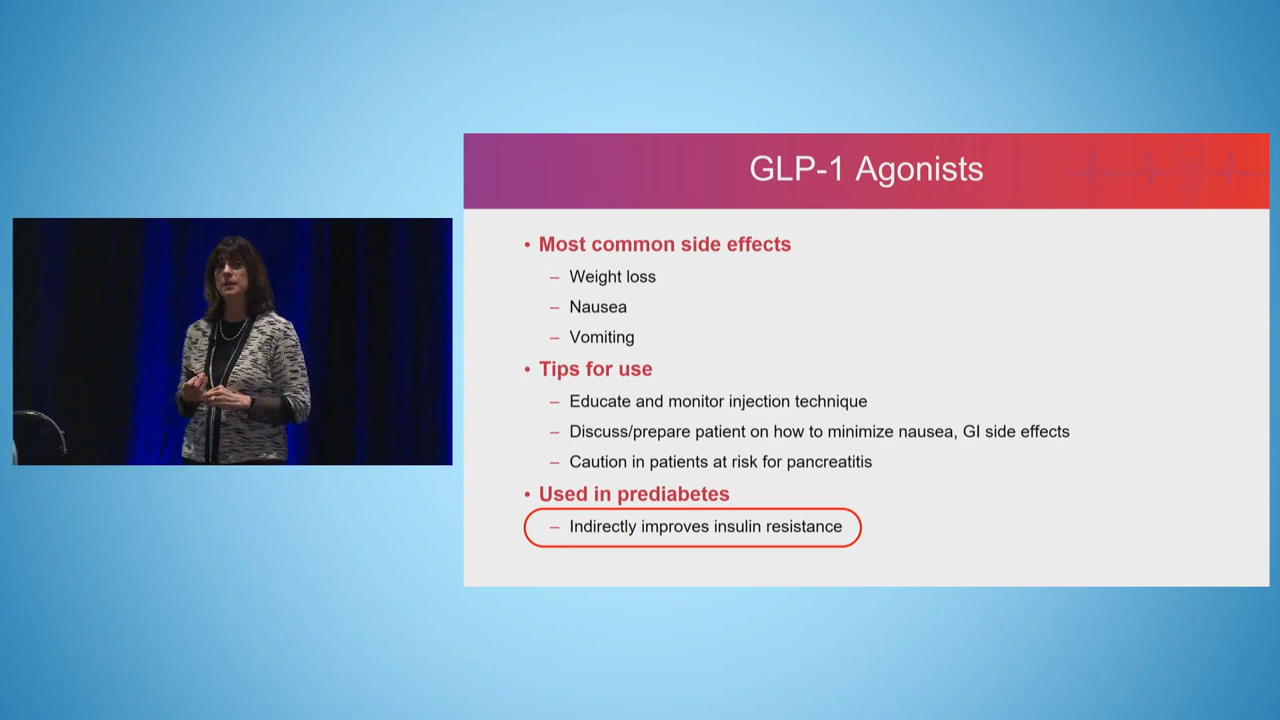 GLP-1 Agonists
• Most common side effects
– Weight loss
– Nausea
– Vomiting
• Tips for use
– Educate and monitor injection technique
– Discuss/prepare patient on how to minimize nausea, GI side effects
– Caution in patients at risk for pancreatitis
• Used in prediabetes
– Indirectly improves insulin resistance